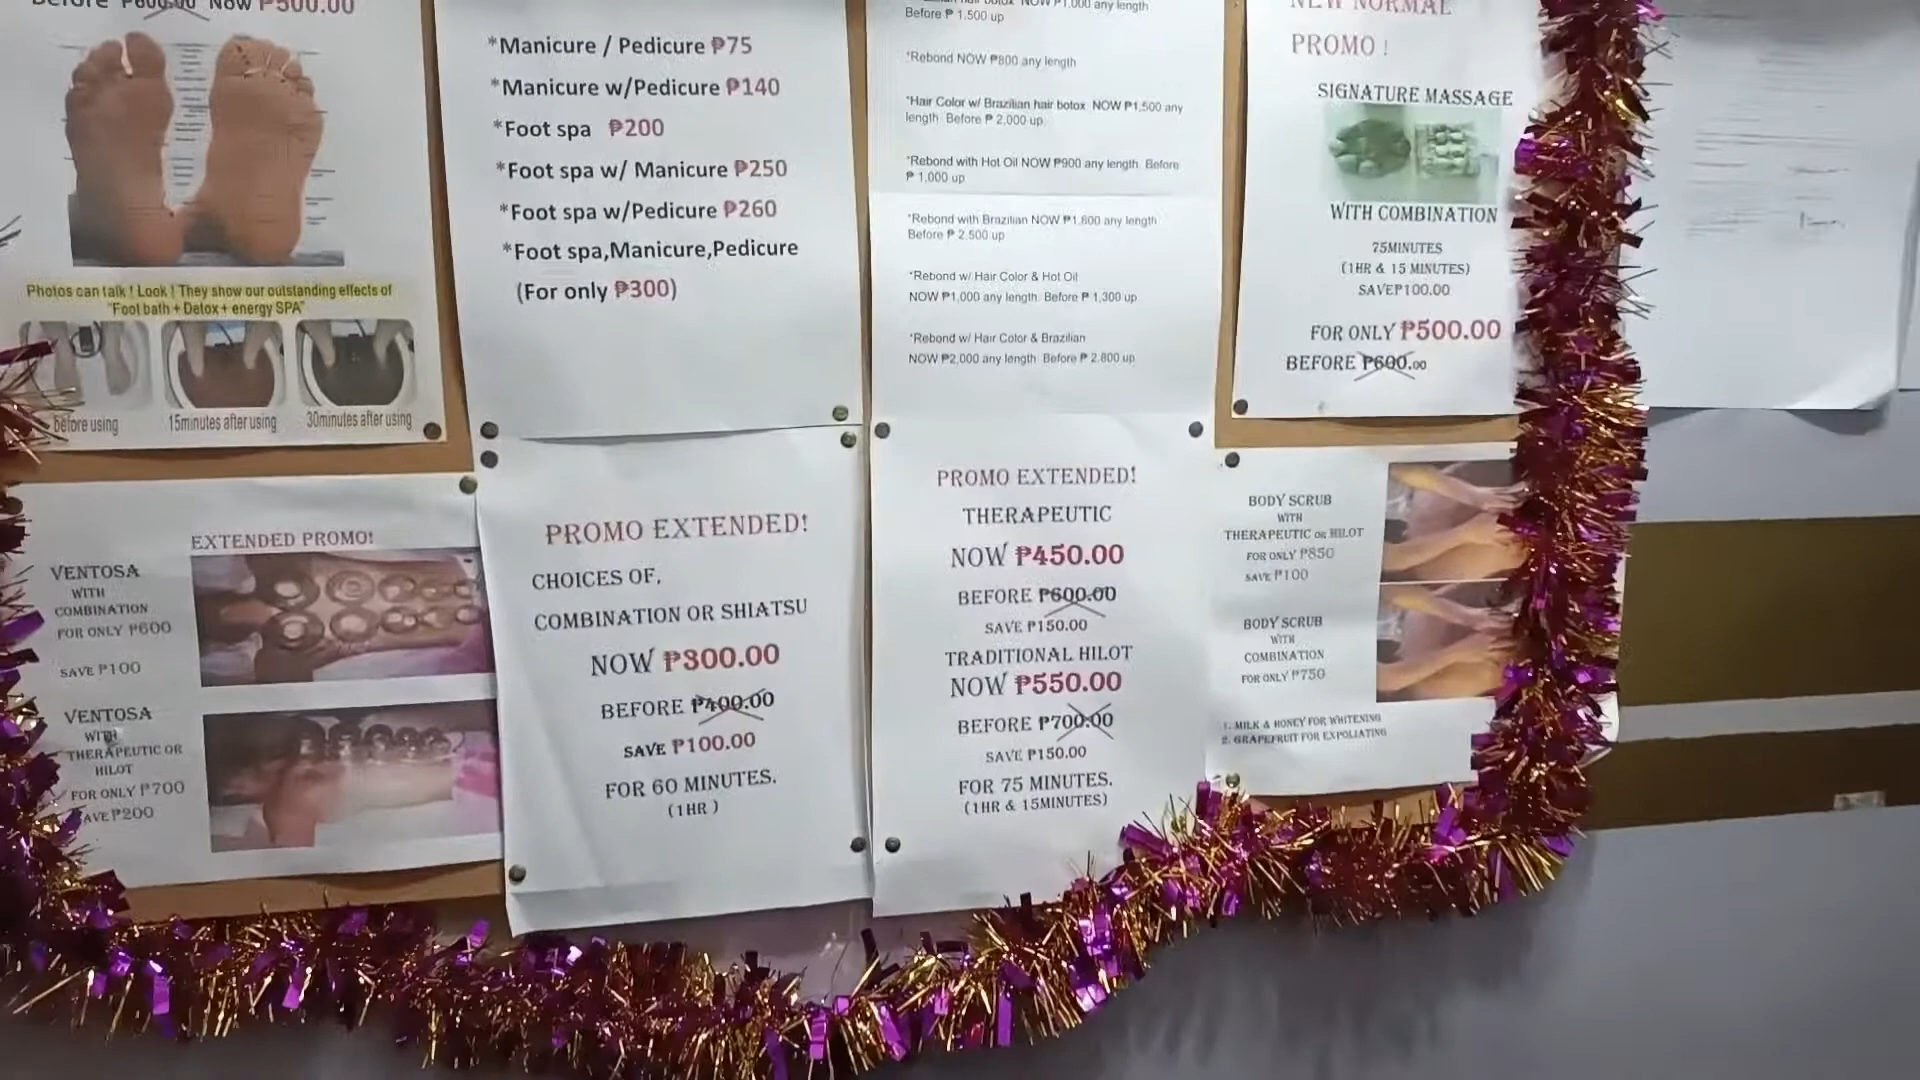 Before ₱600.00 Now ₱500.00
Photos can talk ! Look ! They show our outstanding effects of
"Foot bath + Detox + energy SPA"
before using
15minutes after using
30minutes after using
*Manicure / Pedicure ₱75
*Manicure w/Pedicure ₱140
*Foot spa ₱200
*Foot spa w/ Manicure ₱250
*Foot spa w/Pedicure ₱260
*Foot spa,Manicure,Pedicure
(For only ₱300)
hair botox NOW ₱1,000 any length
Before ₱ 1,500 up
*Rebond NOW ₱800 any length
*Hair Color w/ Brazilian hair botox NOW ₱1,500 any
length Before ₱ 2,000 up
*Rebond with Hot Oil NOW ₱900 any length Before
₱ 1,000 up
*Rebond with Brazilian NOW ₱1,800 any length
Before ₱ 2,500 up
*Rebond w/ Hair Color & Hot Oil
NOW ₱1,000 any length Before ₱ 1,300 up
*Rebond w/ Hair Color & Brazilian
NOW ₱2,000 any length Before ₱ 2,800 up
NEW NORMAL
PROMO !
SIGNATURE MASSAGE
WITH COMBINATION
75MINUTES
(1HR & 15 MINUTES)
SAVE₱100.00
FOR ONLY ₱500.00
BEFORE ₱600.00
EXTENDED PROMO!
VENTOSA
WITH
COMBINATION
FOR ONLY ₱600
SAVE ₱100
VENTOSA
WITH
THERAPEUTIC OR
HILOT
FOR ONLY ₱700
SAVE ₱200
PROMO EXTENDED!
CHOICES OF,
COMBINATION OR SHIATSU
NOW ₱300.00
BEFORE ₱400.00
SAVE ₱100.00
FOR 60 MINUTES.
(1HR )
PROMO EXTENDED!
THERAPEUTIC
NOW ₱450.00
BEFORE ₱600.00
SAVE ₱150.00
TRADITIONAL HILOT
NOW ₱550.00
BEFORE ₱700.00
SAVE ₱150.00
FOR 75 MINUTES.
(1HR & 15MINUTES)
BODY SCRUB
WITH
THERAPEUTIC OR HILOT
FOR ONLY ₱850
SAVE ₱100
BODY SCRUB
WITH
COMBINATION
FOR ONLY ₱750
1. MILK & HONEY FOR WHITENING
2. GRAPEFRUIT FOR EXFOLIATING